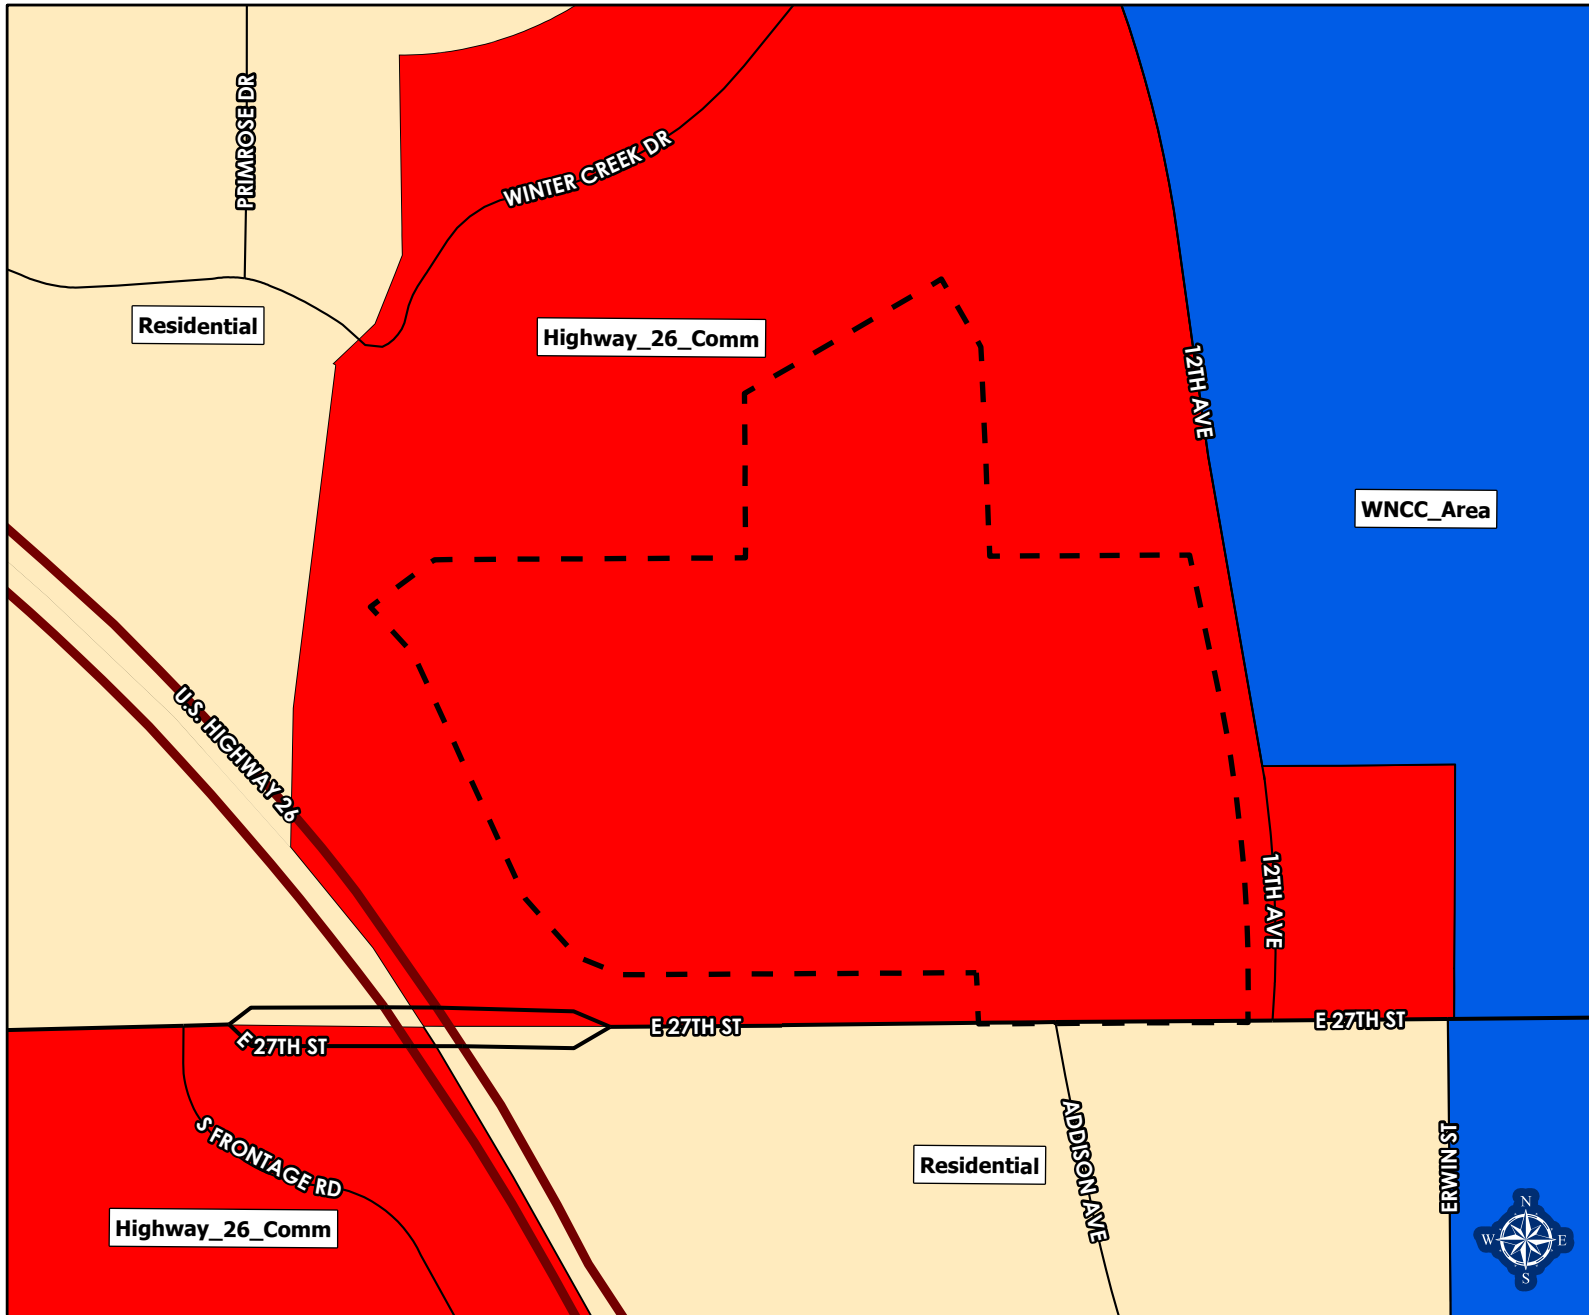 PRIMROSE DR
WINTER CREEK DR
Residential
Highway_26_Comm
12TH AVE
WNCC_Area
U.S. HIGHWAY 26
12TH AVE
E 27TH ST
E 27TH ST
E 27TH ST
S FRONTAGE RD
ADDISON AVE
Residential
ERWIN ST
Highway_26_Comm
N
W E
S